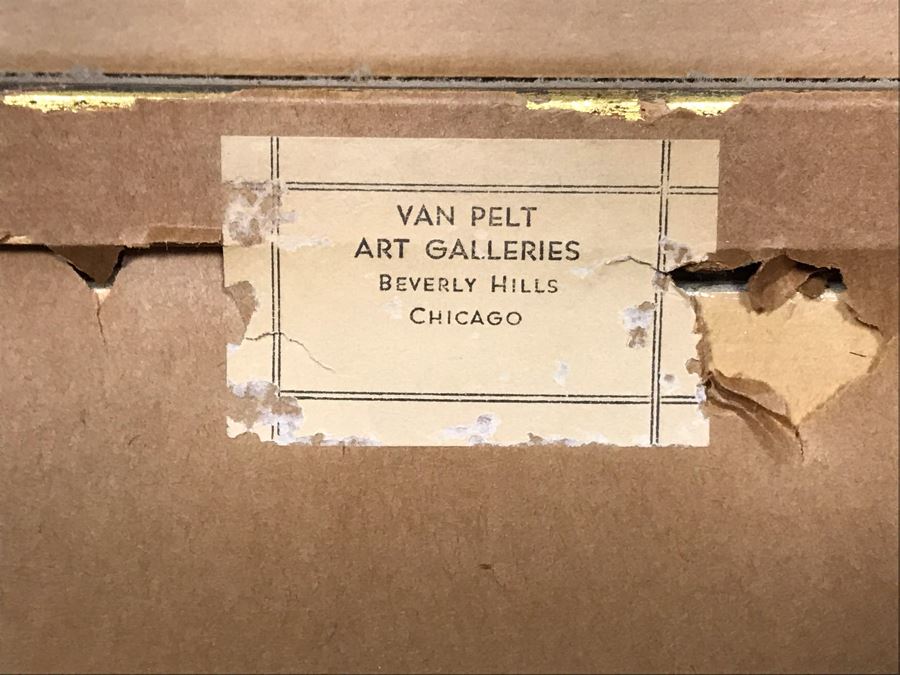 VAN PELT
ART GALLERIES
BEVERLY HILLS
CHICAGO